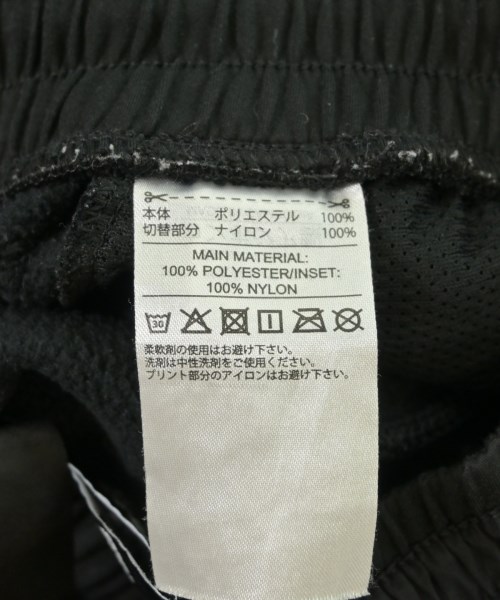 本体 ポリエステル 100%
切替部分 ナイロン 100%
MAIN MATERIAL:
100% POLYESTER/INSET:
100% NYLON
30
柔軟剤の使用はお避け下さい。
洗剤は中性洗剤をご使用ください。
プリント部分のアイロンはお避け下さい。